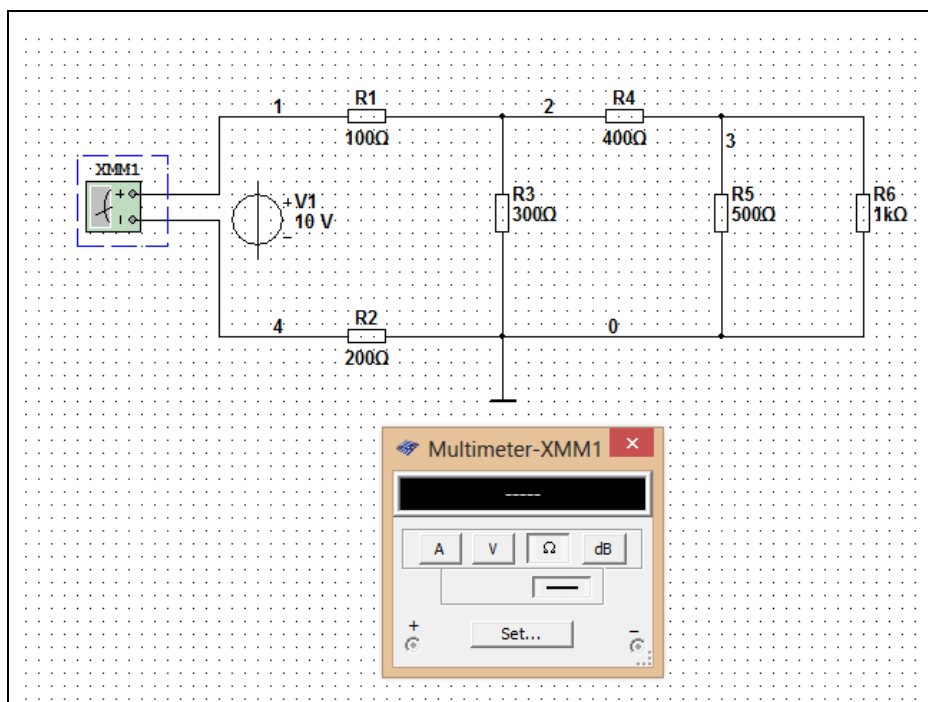 1
R1
100Ω
2
R4
400Ω
3
XMM1
+
V1
10 V
R3
300Ω
R5
500Ω
R6
1kΩ
4
R2
200Ω
0
Multimeter-XMM1
-----
A V Ω dB
+ Set... −